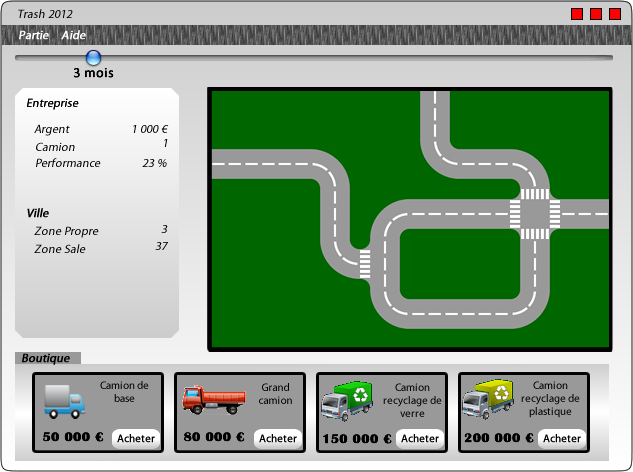 Trash 2012
Partie Aide
3 mois
Entreprise
Argent 1 000 €
Camion 1
Performance 23 %
Ville
Zone Propre 3
Zone Sale 37
Boutique
Camion de
base
50 000 € Acheter
Grand
camion
80 000 € Acheter
Camion
recyclage de
verre
150 000 € Acheter
Camion
recyclage de
plastique
200 000 € Acheter